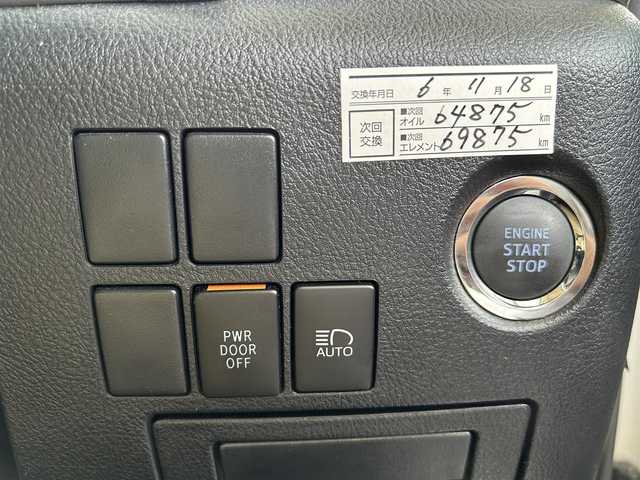 交換年月日 6 年 11 月 18 日
次回
交換
■次回
オイル 64875 km
■次回
エレメント 69875 km
ENGINE
START
STOP
PWR
DOOR
OFF
AUTO